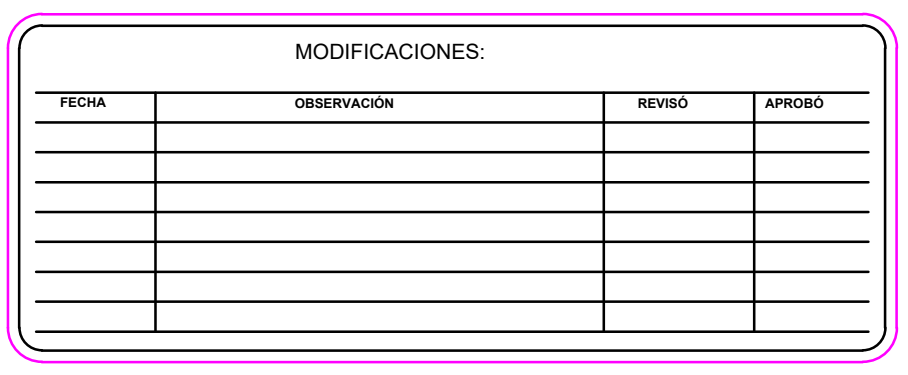 MODIFICACIONES:
FECHA OBSERVACIÓN REVISÓ APROBÓ